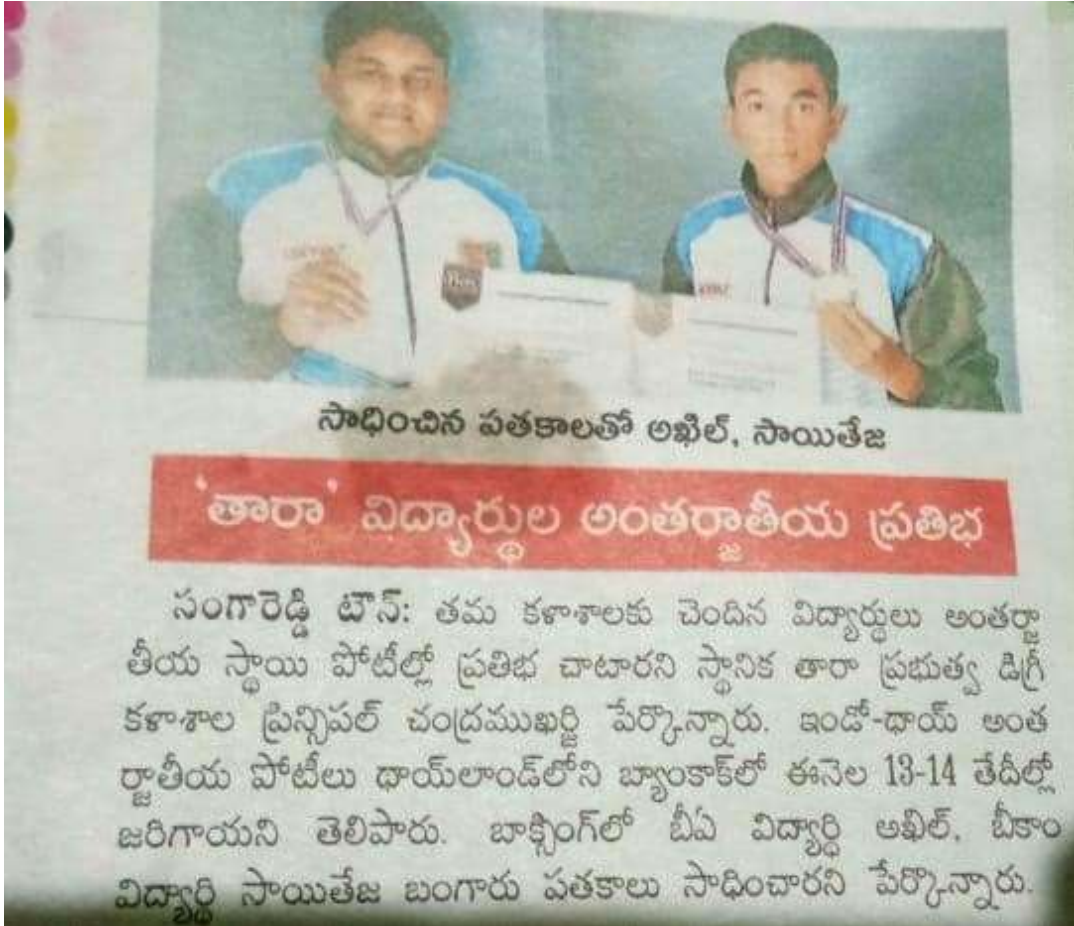 సాధించిన పతకాలతో అఖిల్, సాయితేజ
'తారా' విద్యార్థుల అంతర్జాతీయ ప్రతిభ
సంగారెడ్డి టౌన్: తమ కళాశాలకు చెందిన విద్యార్థులు అంతర్జా
తీయ స్థాయి పోటీల్లో ప్రతిభ చాటారని స్థానిక తారా ప్రభుత్వ డిగ్రీ
కళాశాల ప్రిన్సిపల్ చంద్రముఖర్జి పేర్కొన్నారు. ఇండో-థాయ్ అంత
ర్జాతీయ పోటీలు థాయ్‌లాండ్‌లోని బ్యాంకాక్‌లో ఈనెల 13-14 తేదీల్లో
జరిగాయని తెలిపారు. బాక్సింగ్‌లో బీఏ విద్యార్థి అఖిల్, బీకాం
విద్యార్థి సాయితేజ బంగారు పతకాలు సాధించారని పేర్కొన్నారు.